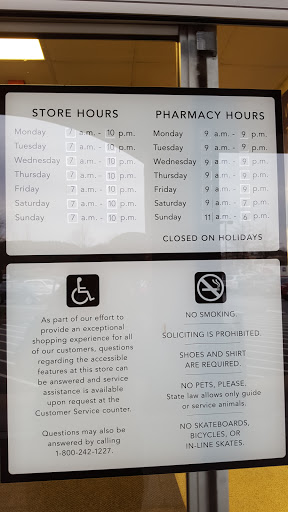 STORE HOURS
Monday 7 a.m. - 10 p.m.
Tuesday 7 a.m. - 10 p.m.
Wednesday 7 a.m. - 10 p.m.
Thursday 7 a.m. - 10 p.m.
Friday 7 a.m. - 10 p.m.
Saturday 7 a.m. - 10 p.m.
Sunday 7 a.m. - 10 p.m.
PHARMACY HOURS
Monday 9 a.m. - 9 p.m.
Tuesday 9 a.m. - 9 p.m.
Wednesday 9 a.m. - 9 p.m.
Thursday 9 a.m. - 9 p.m.
Friday 9 a.m. - 9 p.m.
Saturday 9 a.m. - 7 p.m.
Sunday 11 a.m. - 6 p.m.
CLOSED ON HOLIDAYS
As part of our effort to
provide an exceptional
shopping experience for all
of our customers, questions
regarding the accessible
features at this store can
be answered and service
assistance is available
upon request at the
Customer Service counter.
Questions may also be
answered by calling
1-800-242-1227.
NO SMOKING.
SOLICITING IS PROHIBITED.
SHOES AND SHIRT
ARE REQUIRED.
NO PETS, PLEASE.
State law allows only guide
or service animals.
NO SKATEBOARDS,
BICYCLES, OR
IN-LINE SKATES.